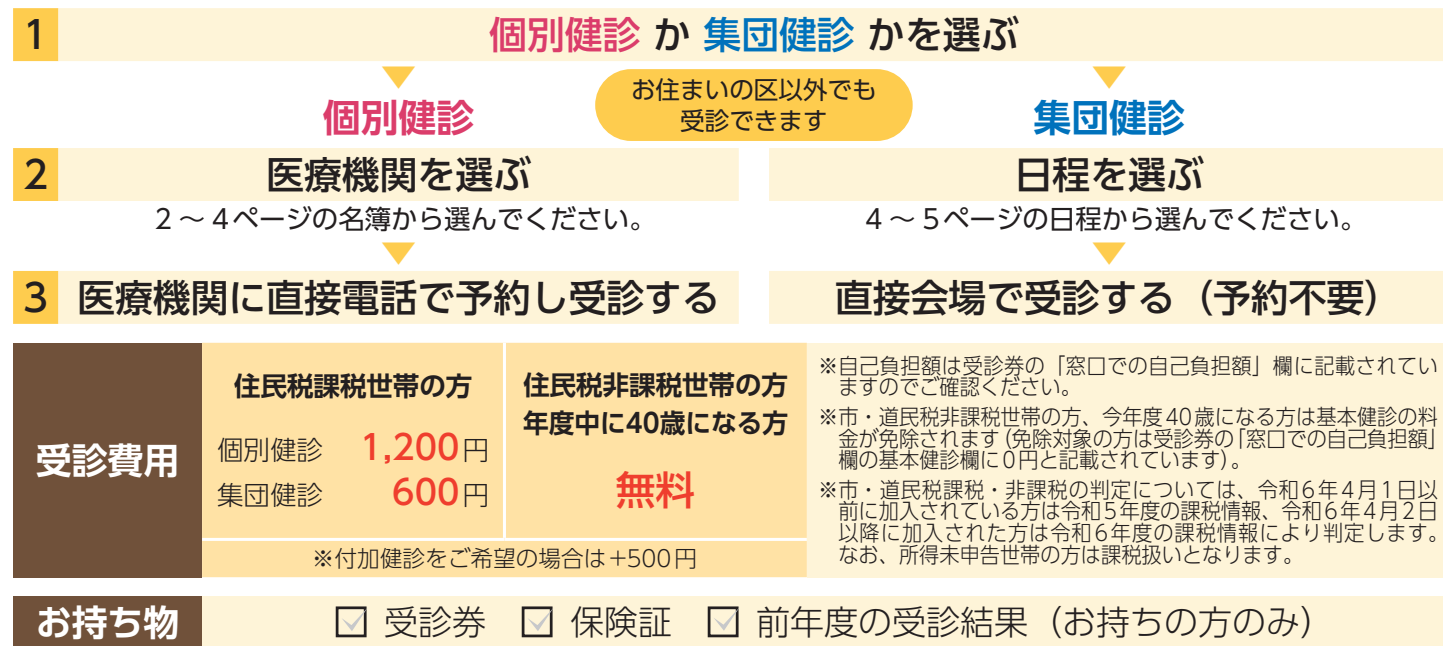 1 個別健診 か 集団健診 かを選ぶ
お住まいの区以外でも
受診できます
個別健診
集団健診
2 医療機関を選ぶ
2～4ページの名簿から選んでください。
日程を選ぶ
4～5ページの日程から選んでください。
3 医療機関に直接電話で予約し受診する
直接会場で受診する（予約不要）
受診費用
住民税課税世帯の方
個別健診 1,200円
集団健診 600円
住民税非課税世帯の方
年度中に40歳になる方
無料
※付加健診をご希望の場合は+500円
※自己負担額は受診券の「窓口での自己負担額」欄に記載されてい
ますのでご確認ください。
※市・道民税非課税世帯の方、今年度40歳になる方は基本健診の料
金が免除されます（免除対象の方は受診券の「窓口での自己負担額」
欄の基本健診欄に0円と記載されています）。
※市・道民税課税・非課税の判定については、令和6年4月1日以
前に加入されている方は令和5年度の課税情報、令和6年4月2日
以降に加入された方は令和6年度の課税情報により判定します。
なお、所得未申告世帯の方は課税扱いとなります。
お持ち物
☑ 受診券 ☑ 保険証 ☑ 前年度の受診結果（お持ちの方のみ）